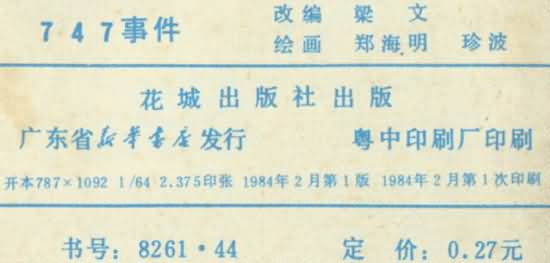 747事件
改编 梁文
绘画 郑海明 珍波
花城出版社出版
广东省新华书店发行 粤中印刷厂印刷
开本787×1092 1/64 2.375印张 1984年2月第1版 1984年2月第1次印刷
书号：8261·44 定价：0.27元